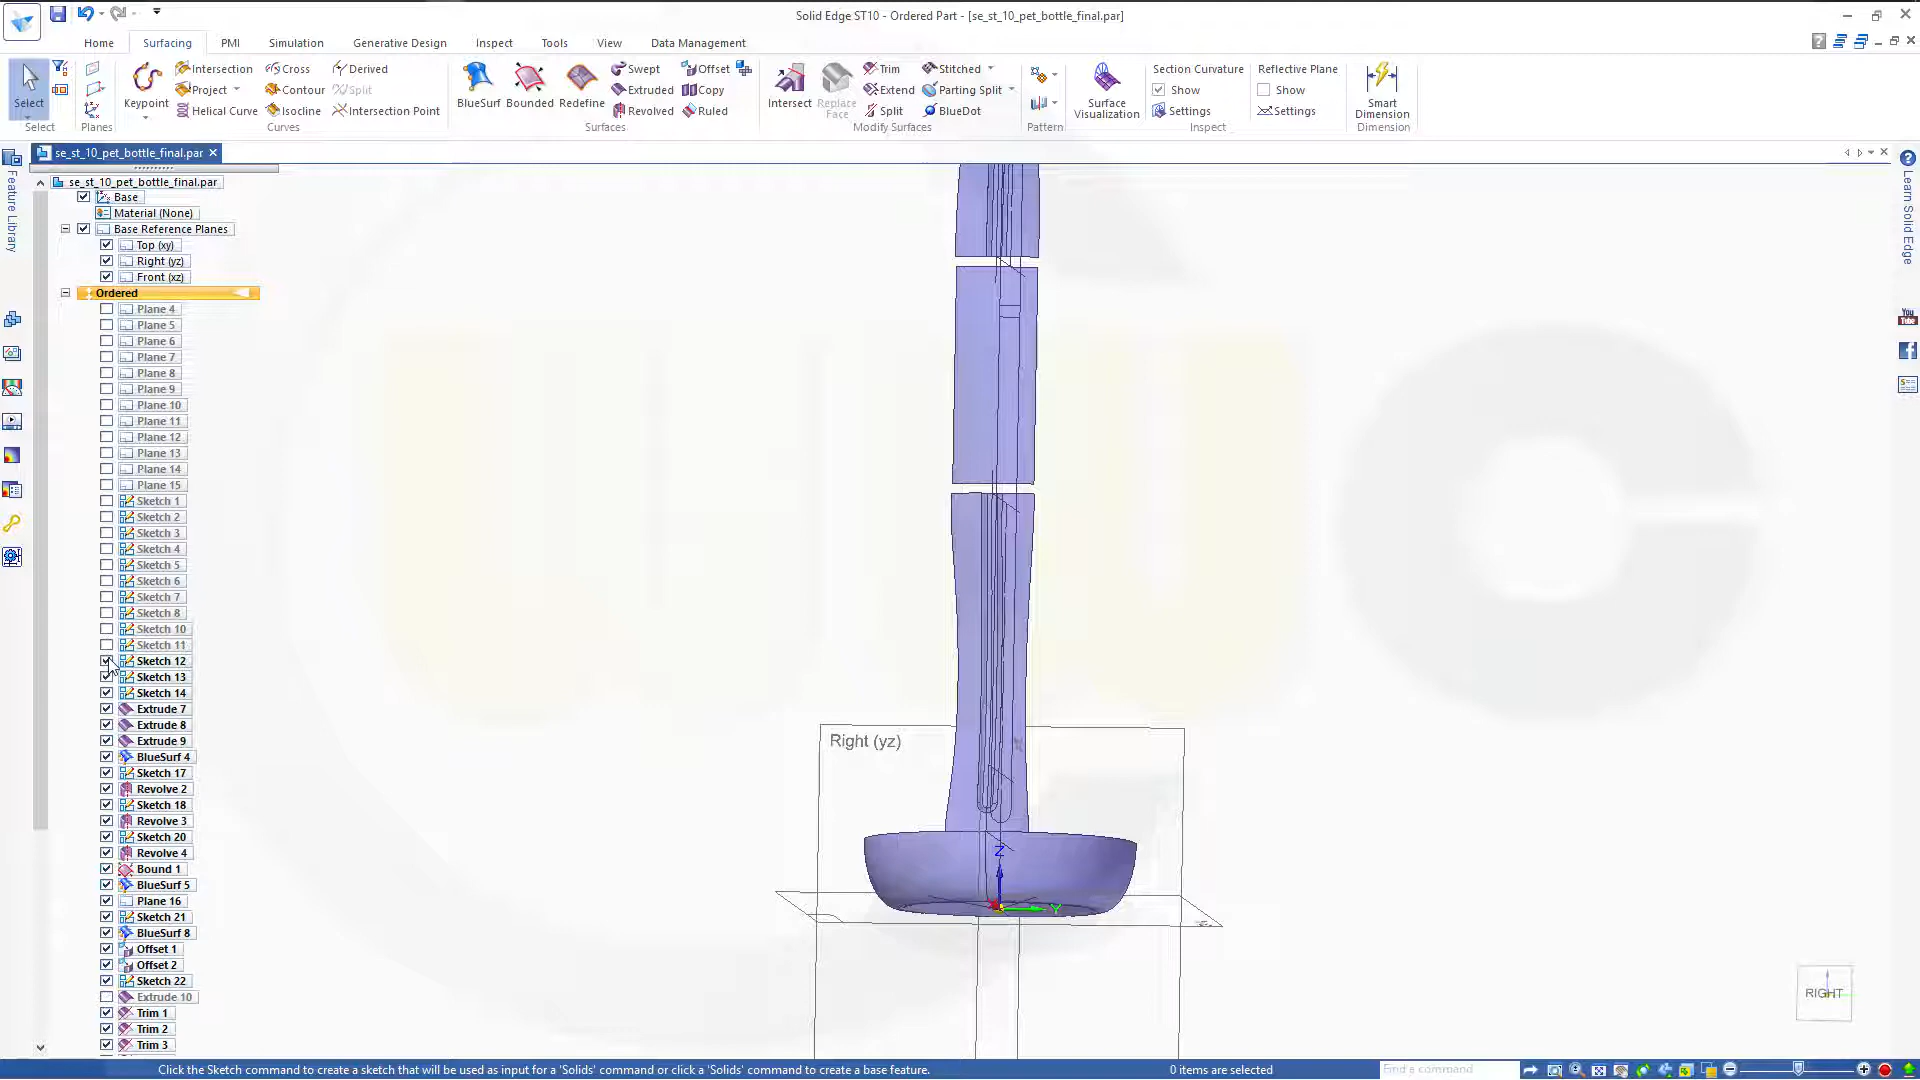 Solid Edge ST10 - Ordered Part - [se_st_10_pet_bottle_final.par]
Home Surfacing PMI Simulation Generative Design Inspect Tools View Data Management
Select
Select
Planes
Keypoint
Intersection Cross Derived
Project Contour Split
Helical Curve Isocline Intersection Point
Curves
BlueSurf Bounded Redefine
Swept Offset
Extruded Copy
Revolved Ruled
Surfaces
Intersect Replace Face
Trim Stitched
Extend Parting Split
Split BlueDot
Modify Surfaces
Pattern
Surface Visualization
Section Curvature
Show
Settings
Inspect
Reflective Plane
Show
Settings
Smart Dimension
Dimension
se_st_10_pet_bottle_final.par
Feature Library
Learn Solid Edge
You Tube
se_st_10_pet_bottle_final.par
Base
Material (None)
Base Reference Planes
Top (xy)
Right (yz)
Front (xz)
Ordered
Plane 4
Plane 5
Plane 6
Plane 7
Plane 8
Plane 9
Plane 10
Plane 11
Plane 12
Plane 13
Plane 14
Plane 15
Sketch 1
Sketch 2
Sketch 3
Sketch 4
Sketch 5
Sketch 6
Sketch 7
Sketch 8
Sketch 10
Sketch 11
Sketch 12
Sketch 13
Sketch 14
Extrude 7
Extrude 8
Extrude 9
BlueSurf 4
Sketch 17
Revolve 2
Sketch 18
Revolve 3
Sketch 20
Revolve 4
Bound 1
BlueSurf 5
Plane 16
Sketch 21
BlueSurf 8
Offset 1
Offset 2
Sketch 22
Extrude 10
Trim 1
Trim 2
Trim 3
Right (yz)
Z
Y
RIGHT
Click the Sketch command to create a sketch that will be used as input for a 'Solids' command or click a 'Solids' command to create a base feature.
0 items are selected
Find a command